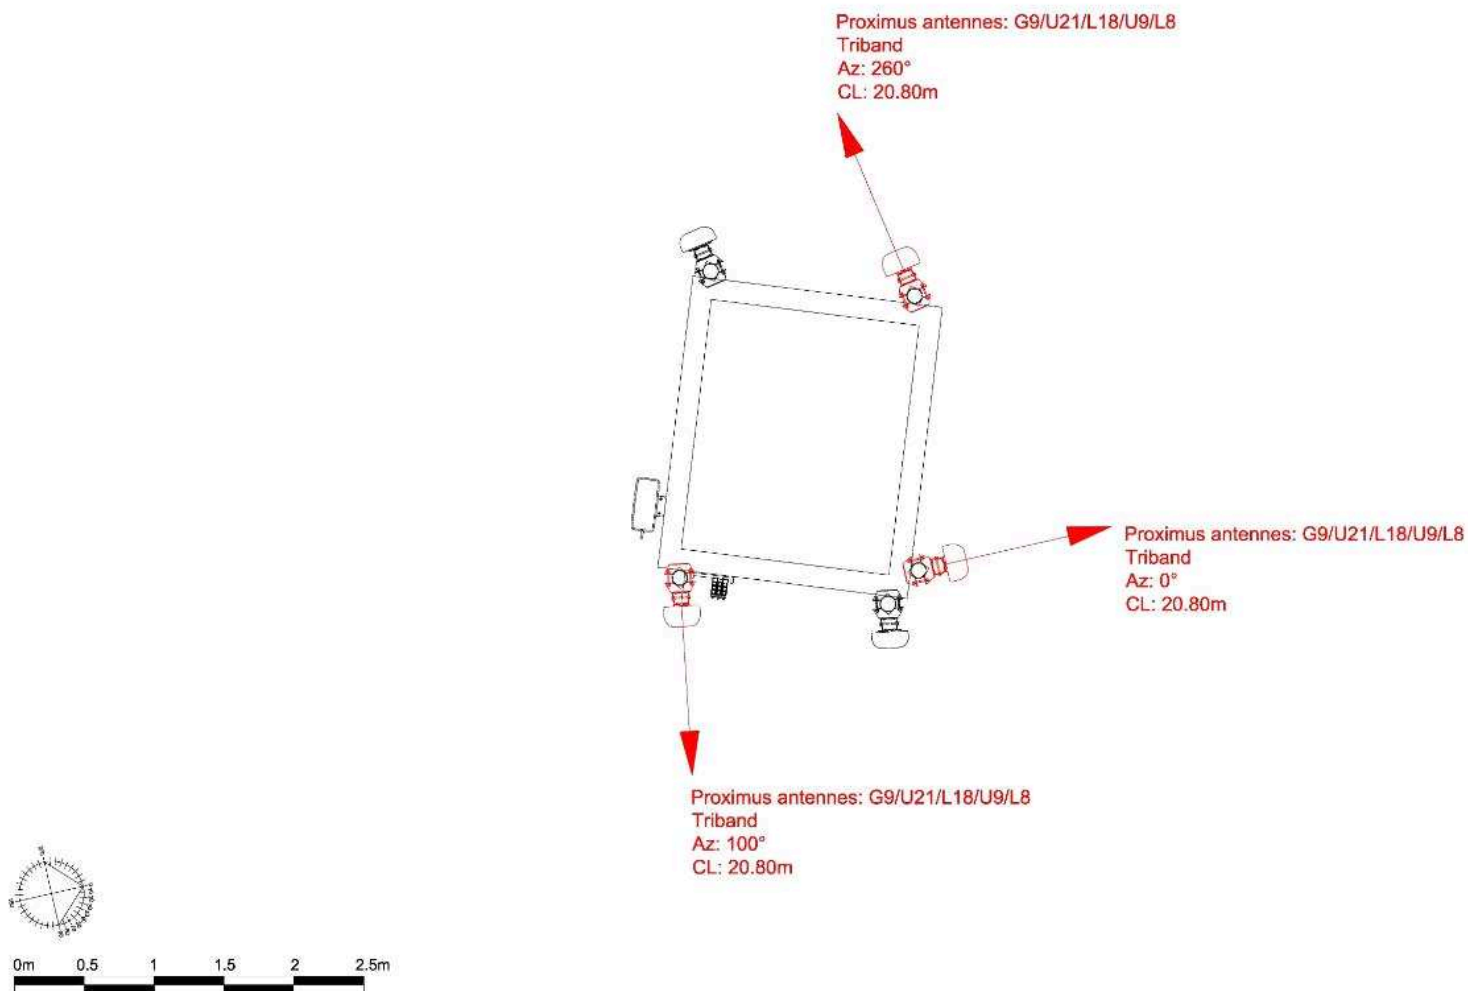 Proximus antennes: G9/U21/L18/U9/L8
Triband
Az: 260°
CL: 20.80m
Proximus antennes: G9/U21/L18/U9/L8
Triband
Az: 0°
CL: 20.80m
Proximus antennes: G9/U21/L18/U9/L8
Triband
Az: 100°
CL: 20.80m
0m 0.5 1 1.5 2 2.5m